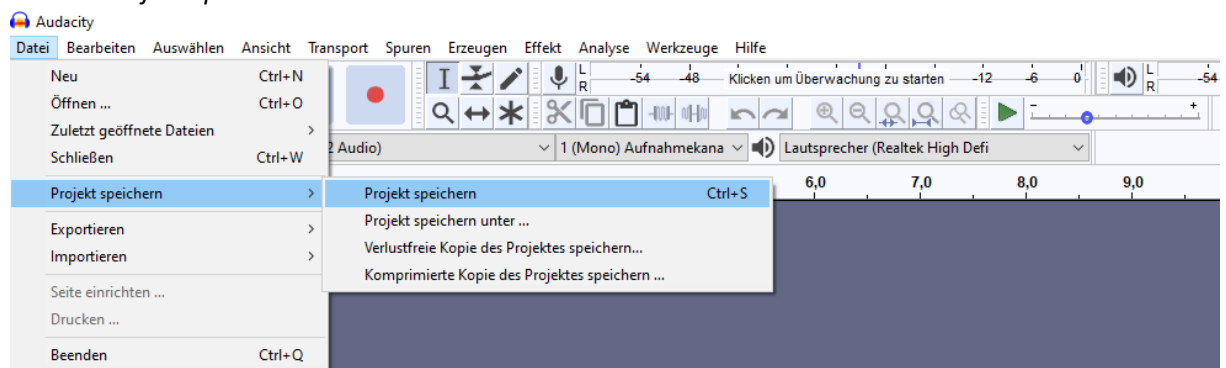 Audacity
Datei Bearbeiten Auswählen Ansicht Transport Spuren Erzeugen Effekt Analyse Werkzeuge Hilfe
Neu Ctrl+N
Öffnen ... Ctrl+O
Zuletzt geöffnete Dateien >
Schließen Ctrl+W
Projekt speichern >
Exportieren >
Importieren >
Seite einrichten ...
Drucken ...
Beenden Ctrl+Q
Projekt speichern Ctrl+S
Projekt speichern unter ...
Verlustfreie Kopie des Projektes speichern...
Komprimierte Kopie des Projektes speichern ...
L
R
-54 -48 Klicken um Überwachung zu starten -12 -6 0
L
R
-54
- +
2 Audio) 1 (Mono) Aufnahmekana Lautsprecher (Realtek High Defi
6,0 7,0 8,0 9,0